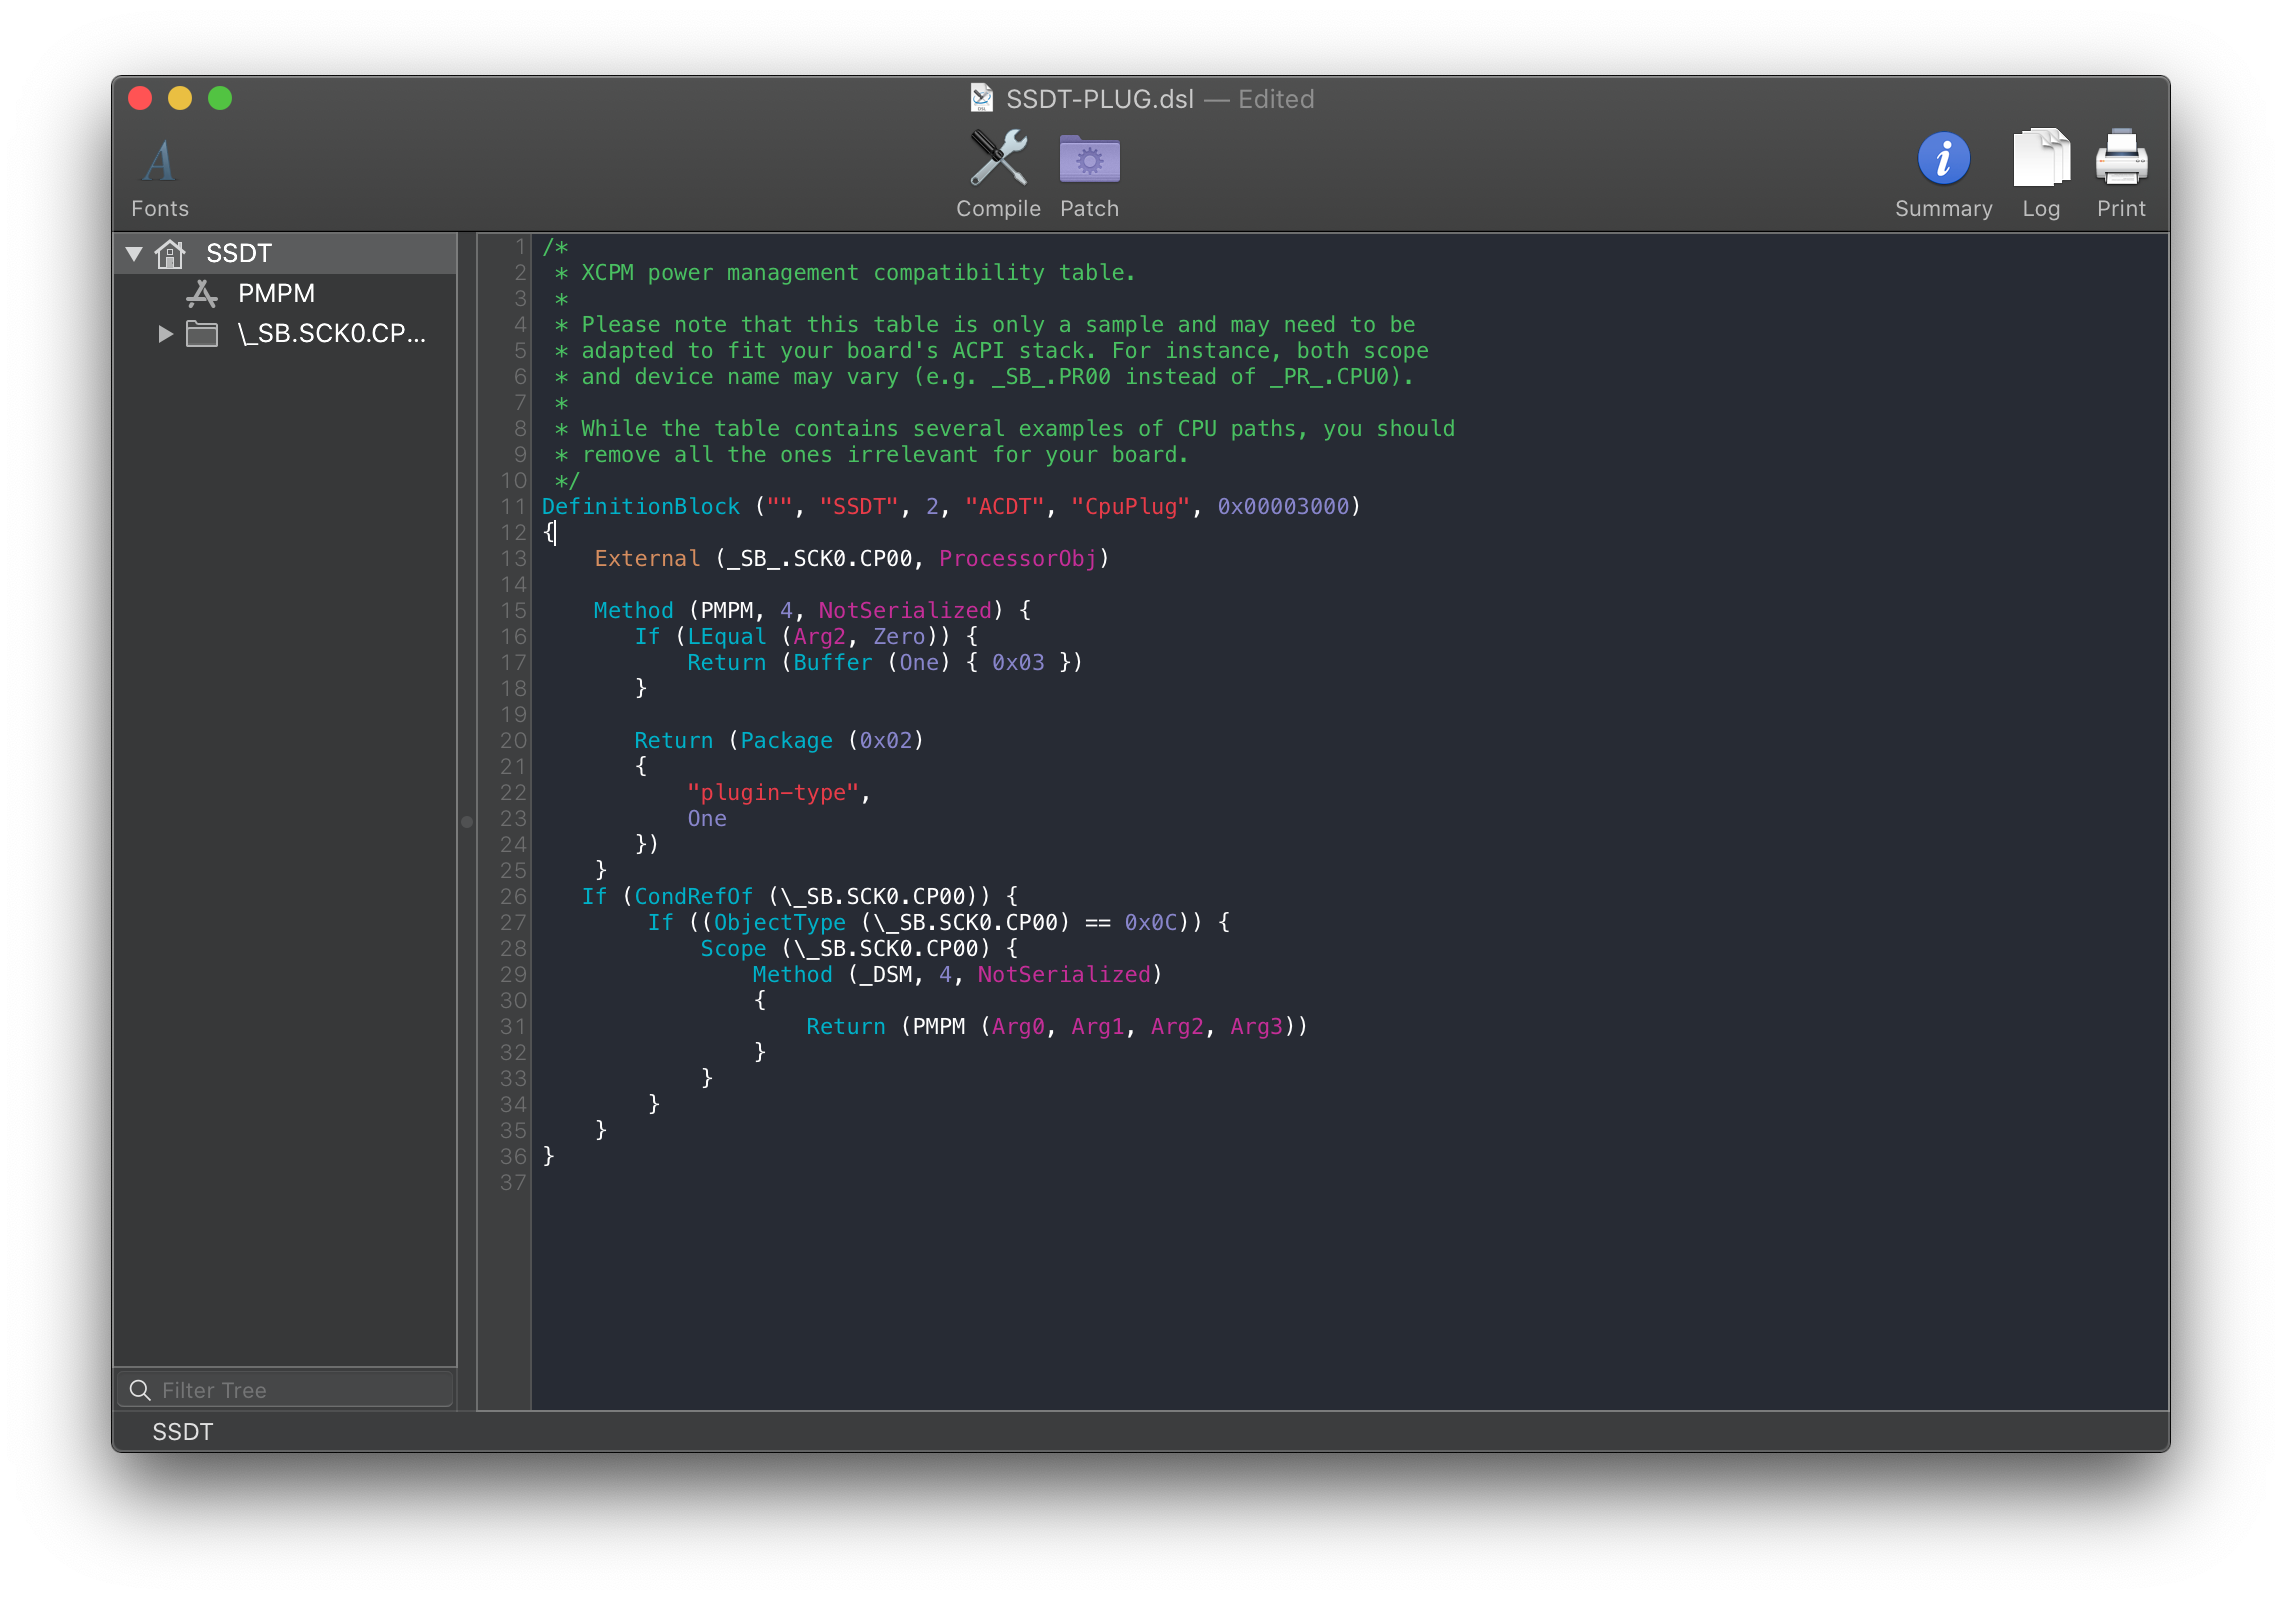 SSDT-PLUG.dsl — Edited
Fonts
Compile
Patch
Summary
Log
Print
SSDT
PMPM
\_SB.SCK0.CP...
1 /*
2  * XCPM power management compatibility table.
3  *
4  * Please note that this table is only a sample and may need to be
5  * adapted to fit your board's ACPI stack. For instance, both scope
6  * and device name may vary (e.g. _SB_.PR00 instead of _PR_.CPU0).
7  *
8  * While the table contains several examples of CPU paths, you should
9  * remove all the ones irrelevant for your board.
10  */
11 DefinitionBlock ("", "SSDT", 2, "ACDT", "CpuPlug", 0x00003000)
12 {
13     External (_SB_.SCK0.CP00, ProcessorObj)
14
15     Method (PMPM, 4, NotSerialized) {
16        If (LEqual (Arg2, Zero)) {
17            Return (Buffer (One) { 0x03 })
18        }
19
20        Return (Package (0x02)
21        {
22            "plugin-type",
23            One
24        })
25     }
26    If (CondRefOf (\_SB.SCK0.CP00)) {
27         If ((ObjectType (\_SB.SCK0.CP00) == 0x0C)) {
28             Scope (\_SB.SCK0.CP00) {
29                 Method (_DSM, 4, NotSerialized)
30                 {
31                     Return (PMPM (Arg0, Arg1, Arg2, Arg3))
32                 }
33             }
34         }
35     }
36 }
37
Filter Tree
SSDT